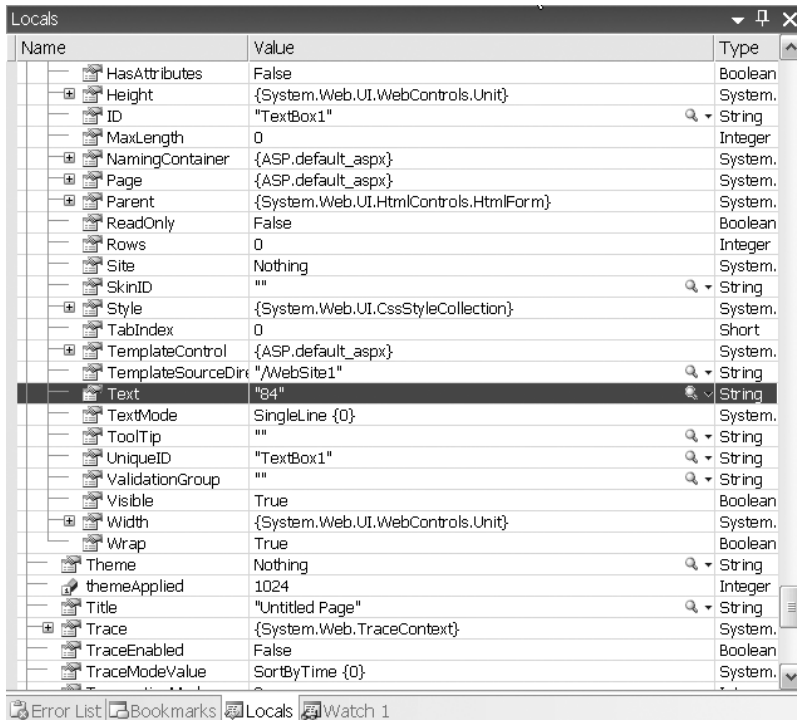 Locals
Name Value Type
HasAttributes False Boolean
Height {System.Web.UI.WebControls.Unit} System.
ID "TextBox1" String
MaxLength 0 Integer
NamingContainer {ASP.default_aspx} System.
Page {ASP.default_aspx} System.
Parent {System.Web.UI.HtmlControls.HtmlForm} System.
ReadOnly False Boolean
Rows 0 Integer
Site Nothing System.
SkinID "" String
Style {System.Web.UI.CssStyleCollection} System.
TabIndex 0 Short
TemplateControl {ASP.default_aspx} System.
TemplateSourceDire "/WebSite1" String
Text "84" String
TextMode SingleLine {0} System.
ToolTip "" String
UniqueID "TextBox1" String
ValidationGroup "" String
Visible True Boolean
Width {System.Web.UI.WebControls.Unit} System.
Wrap True Boolean
Theme Nothing String
themeApplied 1024 Integer
Title "Untitled Page" String
Trace {System.Web.TraceContext} System.
TraceEnabled False Boolean
TraceModeValue SortByTime {0} System.
Error List Bookmarks Locals Watch 1